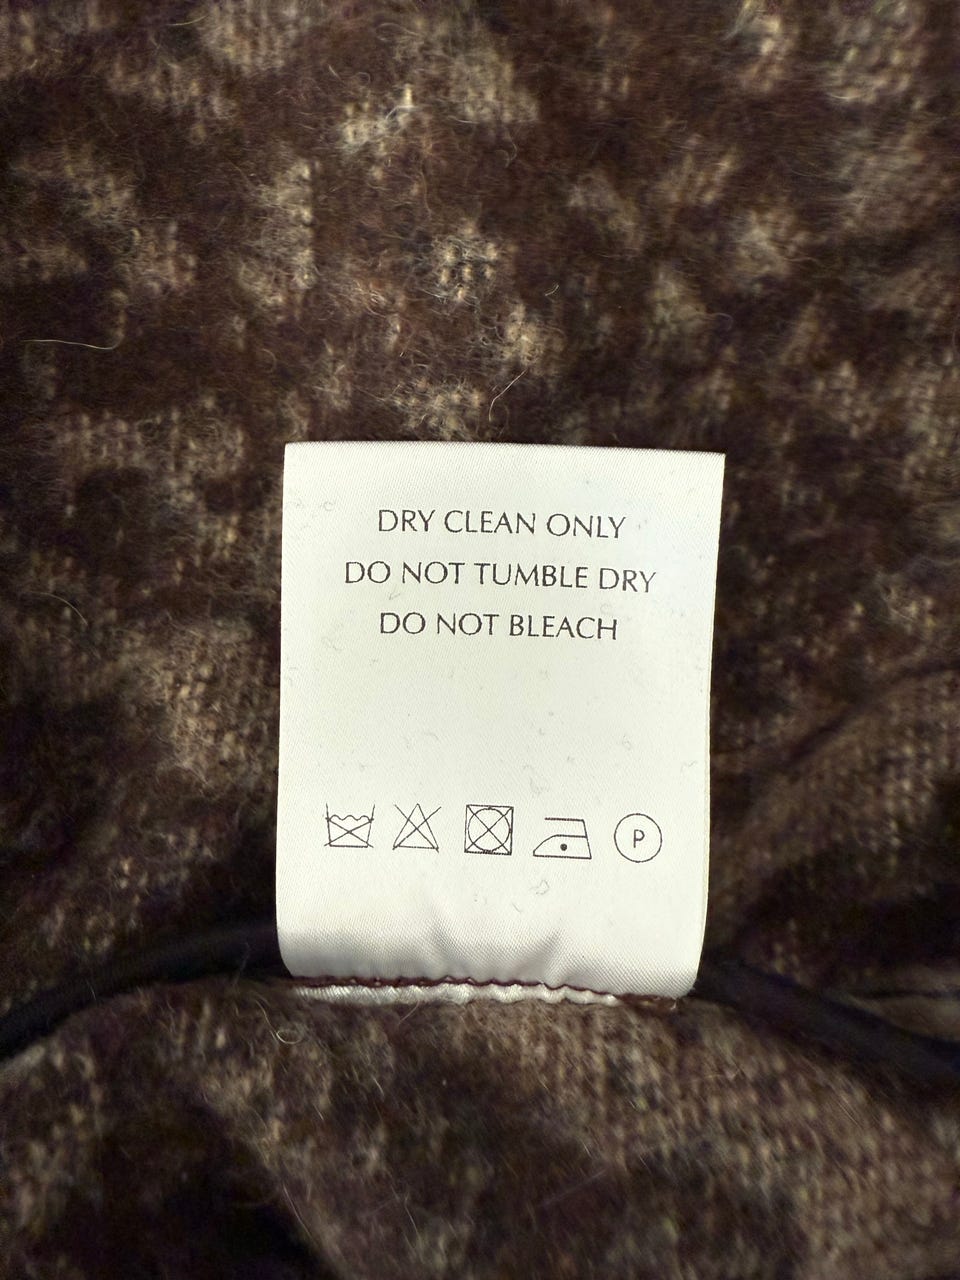 DRY CLEAN ONLY
DO NOT TUMBLE DRY
DO NOT BLEACH
P